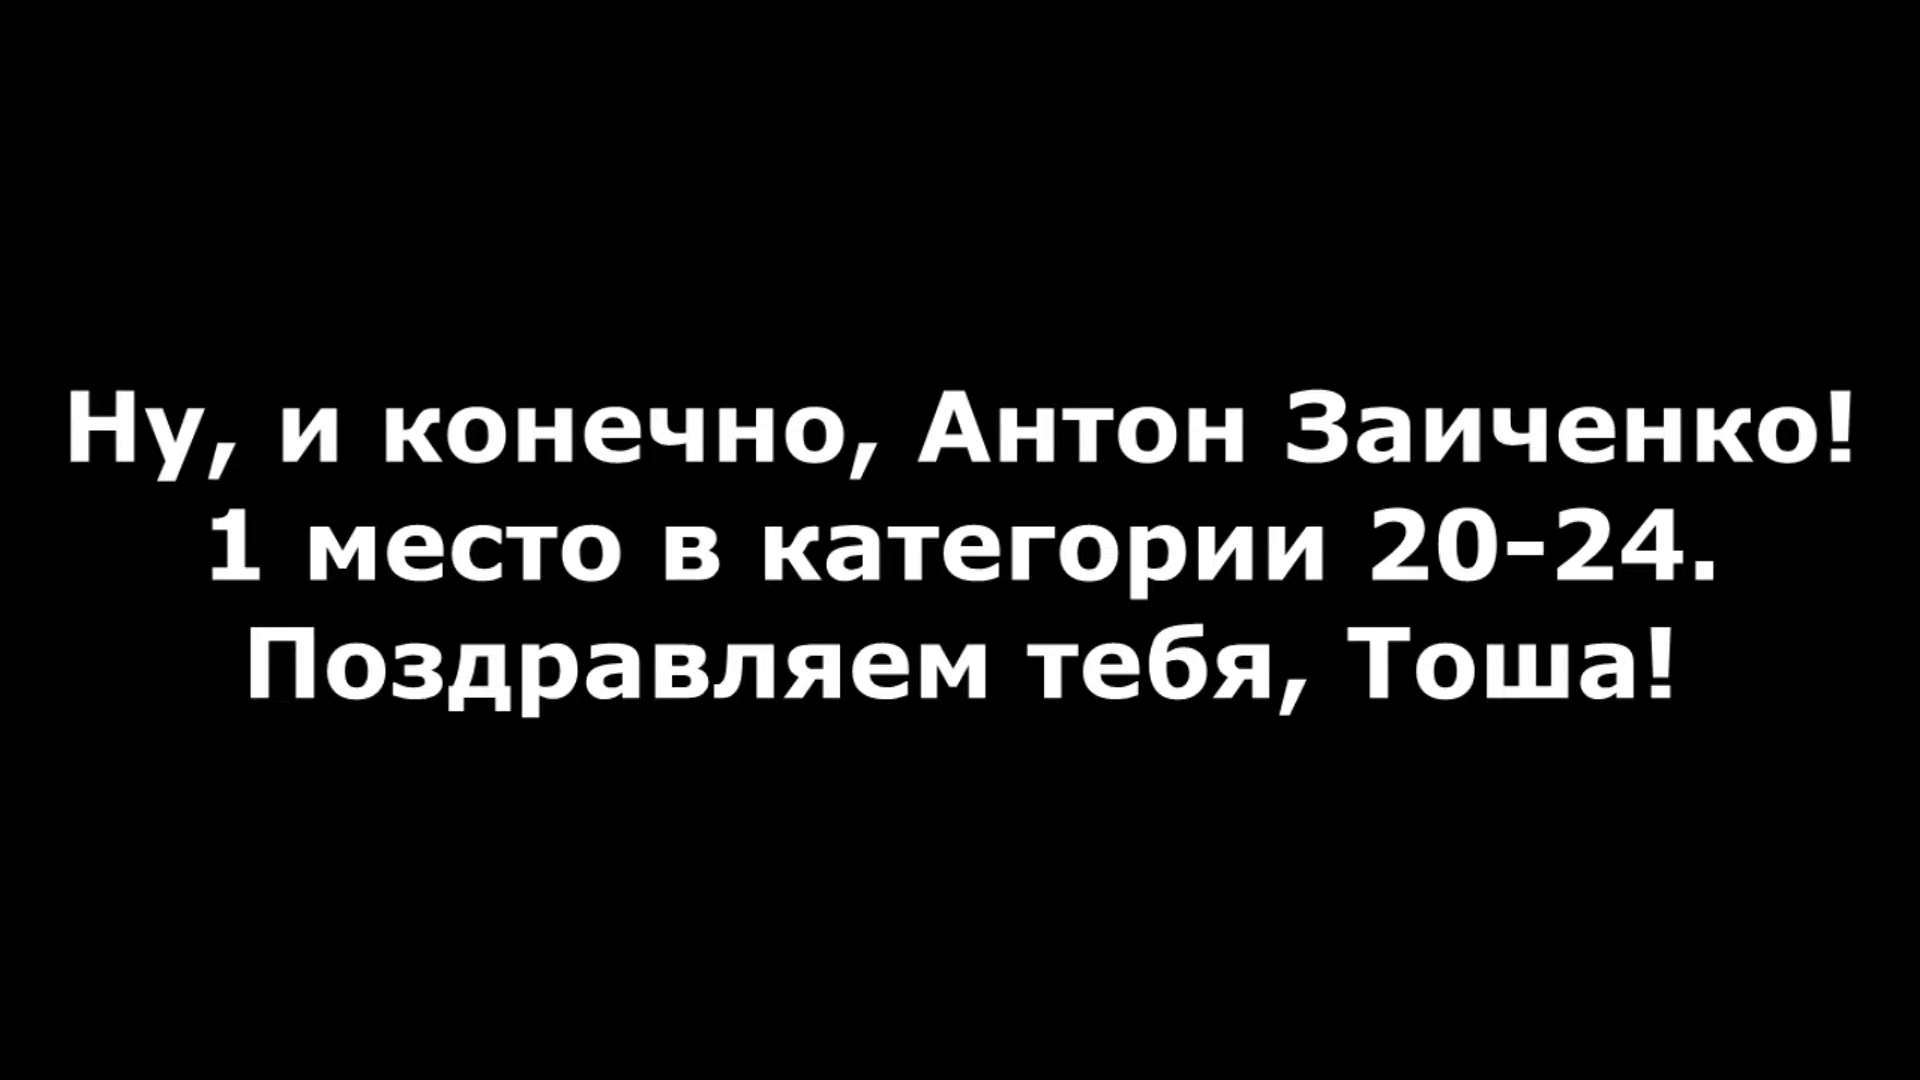 Ну, и конечно, Антон Заиченко!
1 место в категории 20-24.
Поздравляем тебя, Тоша!